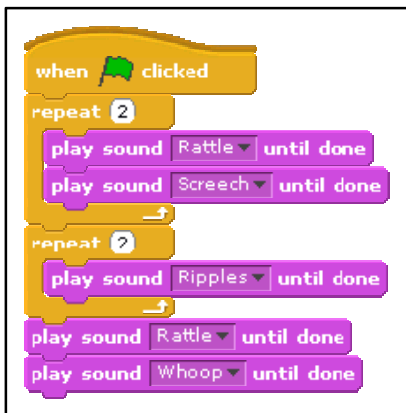 when clicked
repeat 2
play sound Rattle until done
play sound Screech until done
repeat 2
play sound Ripples until done
play sound Rattle until done
play sound Whoop until done